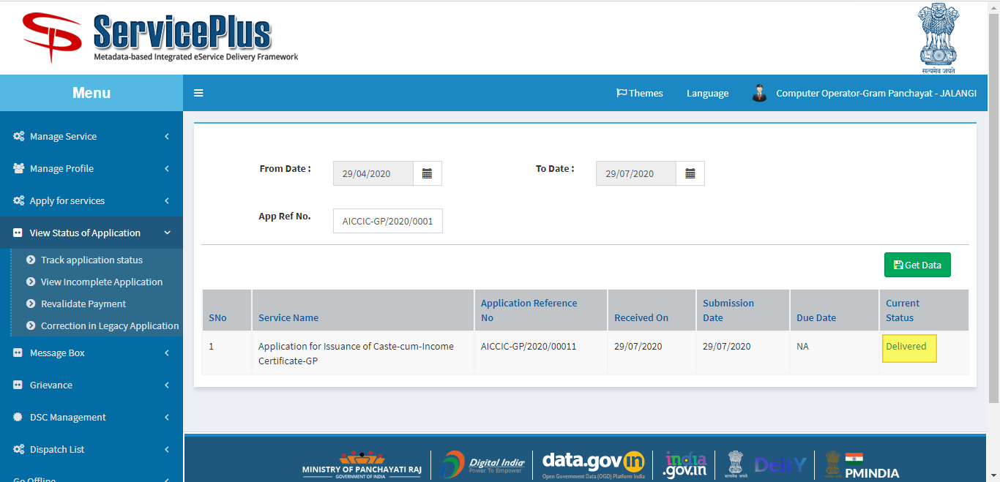 ServicePlus
Metadata-based Integrated eService Delivery Framework
सत्यमेव जयते
Menu
Themes
Language
Computer Operator-Gram Panchayat - JALANGI
Manage Service
Manage Profile
Apply for services
View Status of Application
Track application status
View Incomplete Application
Revalidate Payment
Correction in Legacy Application
Message Box
Grievance
DSC Management
Dispatch List
Go Offline
From Date :
29/04/2020
To Date :
29/07/2020
App Ref No.
AICCIC-GP/2020/0001
Get Data
SNo
Service Name
Application Reference
No
Received On
Submission
Date
Due Date
Current
Status
1
Application for Issuance of Caste-cum-Income
Certificate-GP
AICCIC-GP/2020/00011
29/07/2020
29/07/2020
NA
Delivered
MINISTRY OF PANCHAYATI RAJ
GOVERNMENT OF INDIA
Digital India
Power To Empower
data.gov in
Open Government Data (OGD) Platform India
india
.gov.in
सत्यमेव जयते
DeitY
PMINDIA